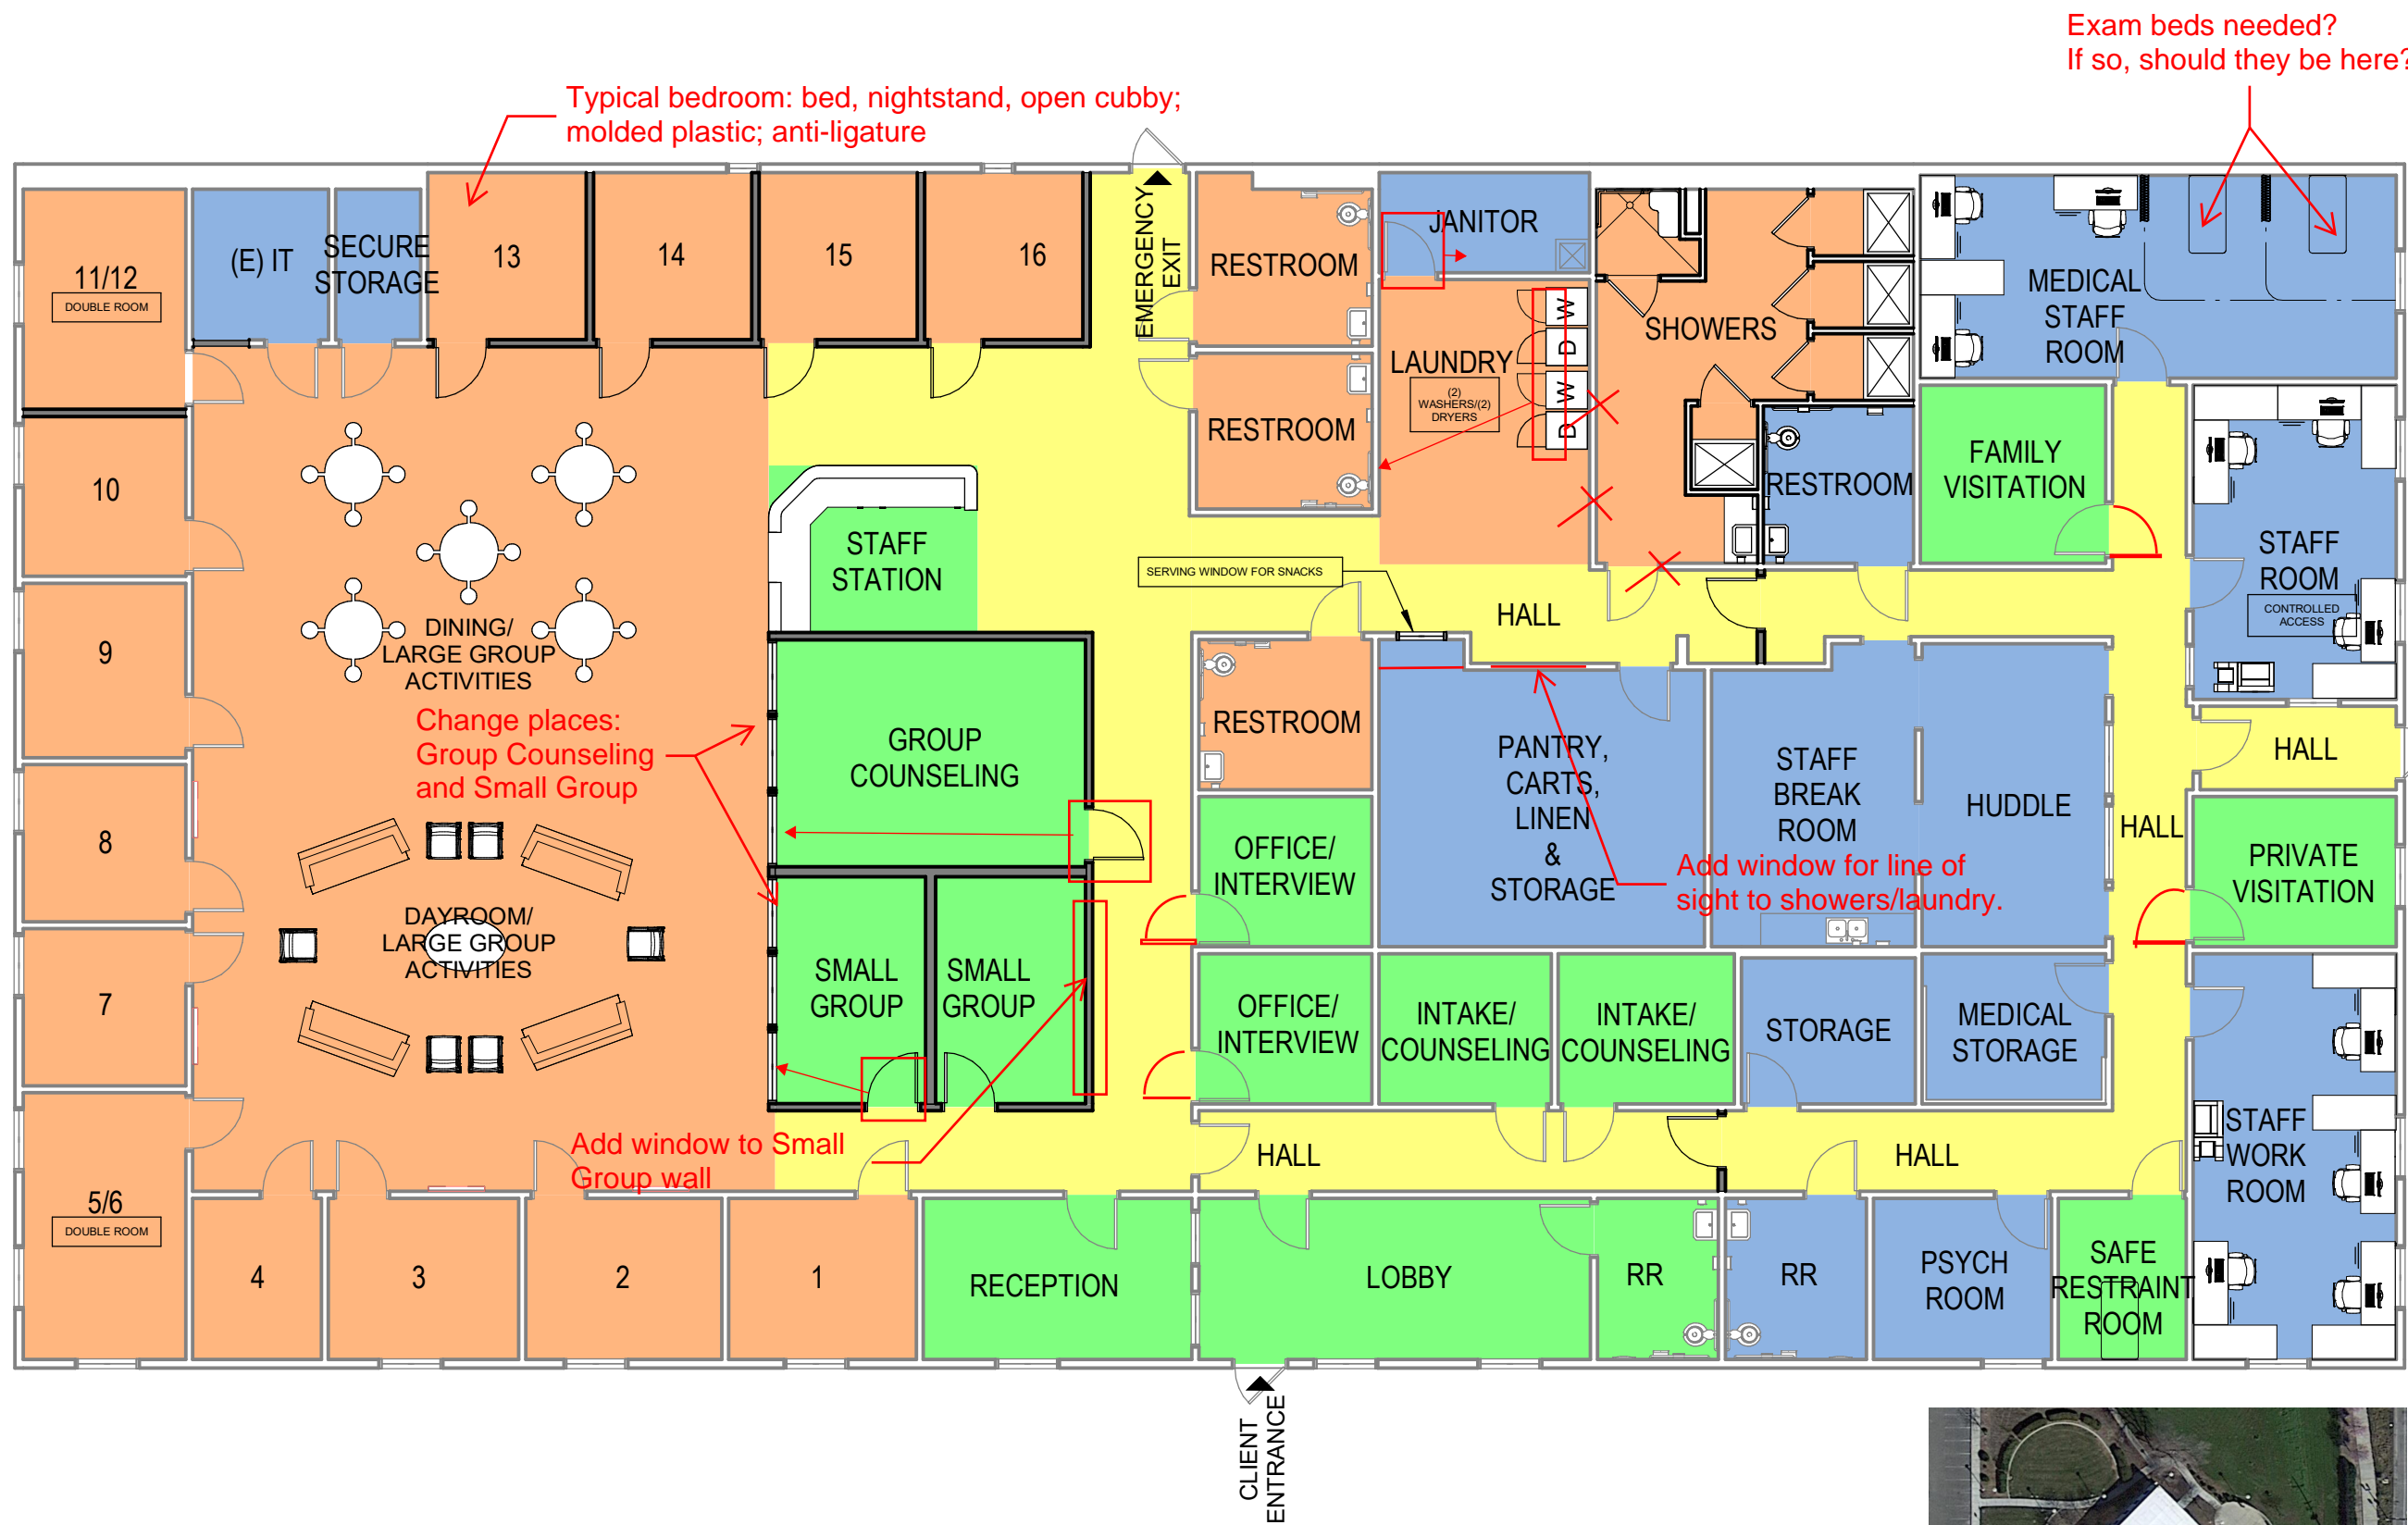 Exam beds needed?
If so, should they be here?
Typical bedroom: bed, nightstand, open cubby;
molded plastic; anti-ligature
11/12
DOUBLE ROOM
(E) IT
SECURE
STORAGE
13
14
15
16
EMERGENCY
EXIT
RESTROOM
JANITOR
SHOWERS
MEDICAL
STAFF
ROOM
LAUNDRY
(2)
WASHERS/(2)
DRYERS
W
D
W
D
RESTROOM
RESTROOM
FAMILY
VISITATION
10
STAFF
STATION
STAFF
ROOM
CONTROLLED
ACCESS
SERVING WINDOW FOR SNACKS
HALL
9
DINING/
LARGE GROUP
ACTIVITIES
Change places:
Group Counseling
and Small Group
GROUP
COUNSELING
RESTROOM
PANTRY,
CARTS,
LINEN
&
STORAGE
STAFF
BREAK
ROOM
HUDDLE
HALL
HALL
8
OFFICE/
INTERVIEW
Add window for line of
sight to showers/laundry.
PRIVATE
VISITATION
7
DAYROOM/
LARGE GROUP
ACTIVITIES
SMALL
GROUP
SMALL
GROUP
OFFICE/
INTERVIEW
INTAKE/
COUNSELING
INTAKE/
COUNSELING
STORAGE
MEDICAL
STORAGE
Add window to Small
Group wall
HALL
HALL
STAFF
WORK
ROOM
5/6
DOUBLE ROOM
4
3
2
1
RECEPTION
LOBBY
RR
RR
PSYCH
ROOM
SAFE
RESTRAINT
ROOM
CLIENT
ENTRANCE